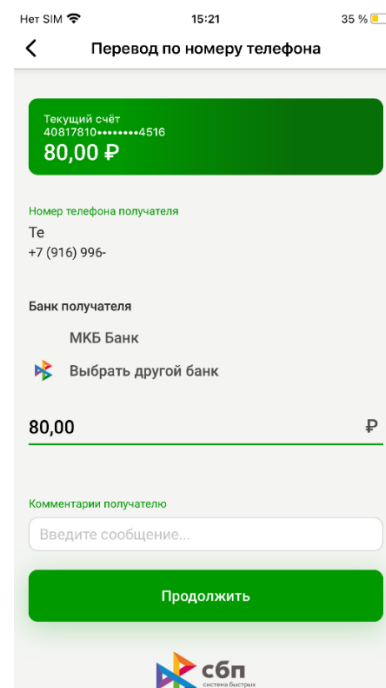 Нет SIM 15:21 35 %
Перевод по номеру телефона
Текущий счёт
40817810••••••••4516
80,00 ₽
Номер телефона получателя
Те
+7 (916) 996-
Банк получателя
МКБ Банк
Выбрать другой банк
80,00 ₽
Комментарии получателю
Введите сообщение...
Продолжить
сбп
система быстрых